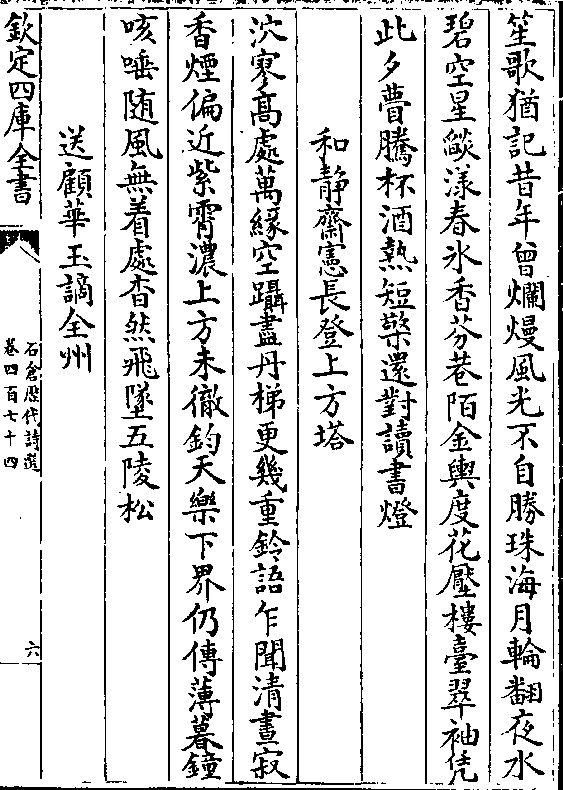 笙歌猶記昔年曾爛熳風光不自勝珠海月輪翻夜水
碧空星燄漾春氷香芬巷陌金輿度花壓樓臺翠袖凭
此夕瞢騰杯酒熟短檠還對讀書燈
和靜齋憲長登上方塔
泬寥髙處萬緣空躡盡丹梯更幾重鈴語乍聞清晝寂
香煙偏近紫霄濃上方未徹鈞天樂下界仍傳薄暮鐘
咳唾随風無着處杳然飛墜五陵松
送顧華玉謫全州
欽定四庫全書
石倉歴代詩選
卷四百七十四
六